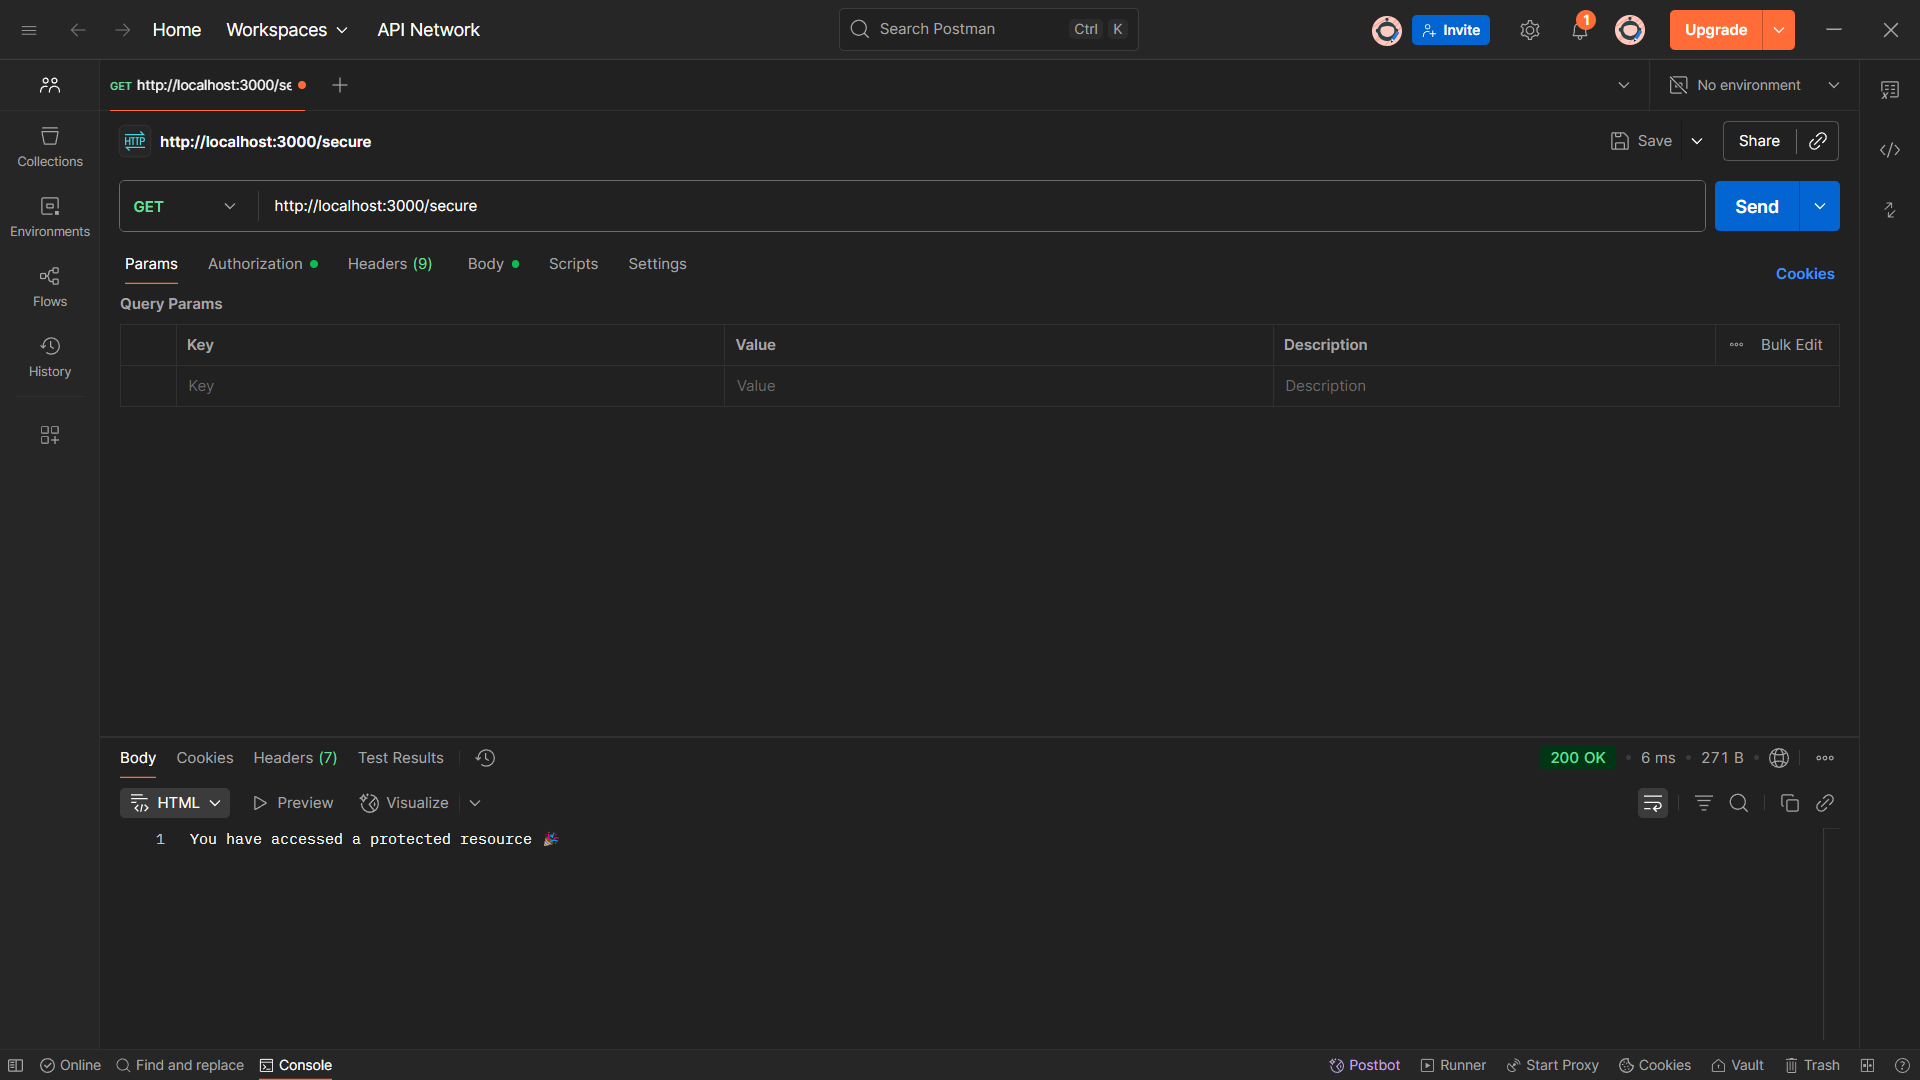 Home Workspaces API Network Search Postman Ctrl K Invite 1 Upgrade
GET http://localhost:3000/se No environment
HTTP http://localhost:3000/secure Save Share
Collections
Environments
Flows
History
GET http://localhost:3000/secure Send
Params Authorization Headers (9) Body Scripts Settings Cookies
Query Params
Key Value Description Bulk Edit
Key Value Description
Body Cookies Headers (7) Test Results 200 OK • 6 ms • 271 B •
HTML Preview Visualize
1 You have accessed a protected resource 🎉
Online Find and replace Console Postbot Runner Start Proxy Cookies Vault Trash